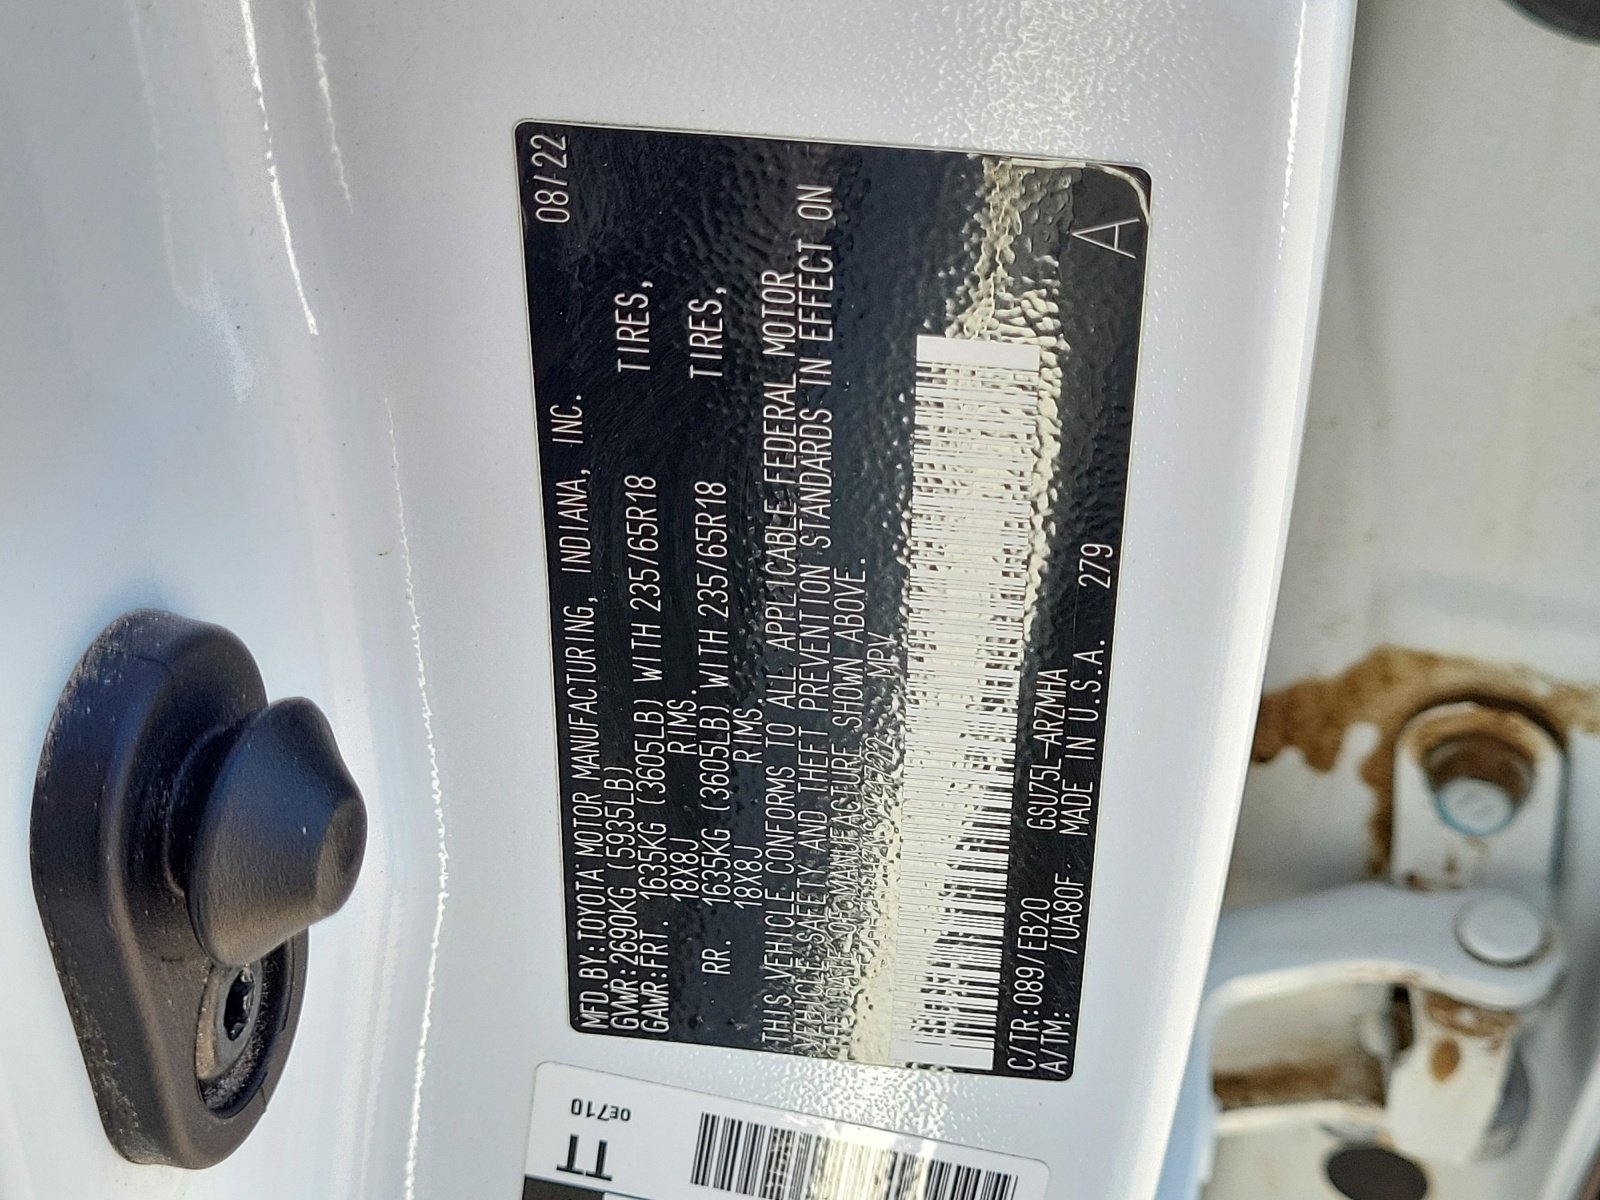 MFD.BY:TOYOTA MOTOR MANUFACTURING, INDIANA, INC. 08/22
GVWR:2690KG (5935LB)
GAWR:FRT. 1635KG (3605LB) WITH 235/65R18 TIRES,
18X8J RIMS.
RR. 1635KG (3605LB) WITH 235/65R18 TIRES,
18X8J RIMS.
THIS VEHICLE CONFORMS TO ALL APPLICABLE FEDERAL MOTOR
VEHICLE SAFETY AND THEFT PREVENTION STANDARDS IN EFFECT ON
THE DATE OF MANUFACTURE SHOWN ABOVE.
MPV
C/TR:089/EB20 GSU75L-ARZMHA
A/TM: /UA80F MADE IN U.S.A. 279
A
TT
0E710